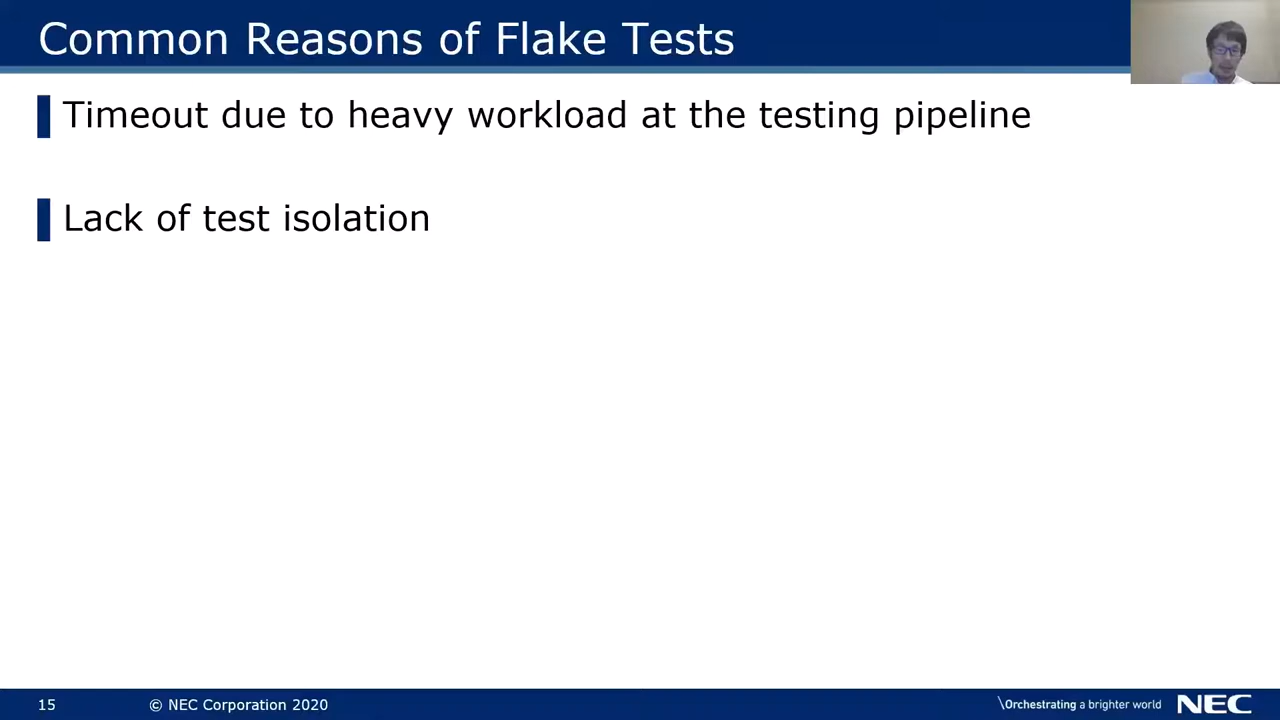 Common Reasons of Flake Tests
Timeout due to heavy workload at the testing pipeline
Lack of test isolation
15
© NEC Corporation 2020
\Orchestrating a brighter world
NEC